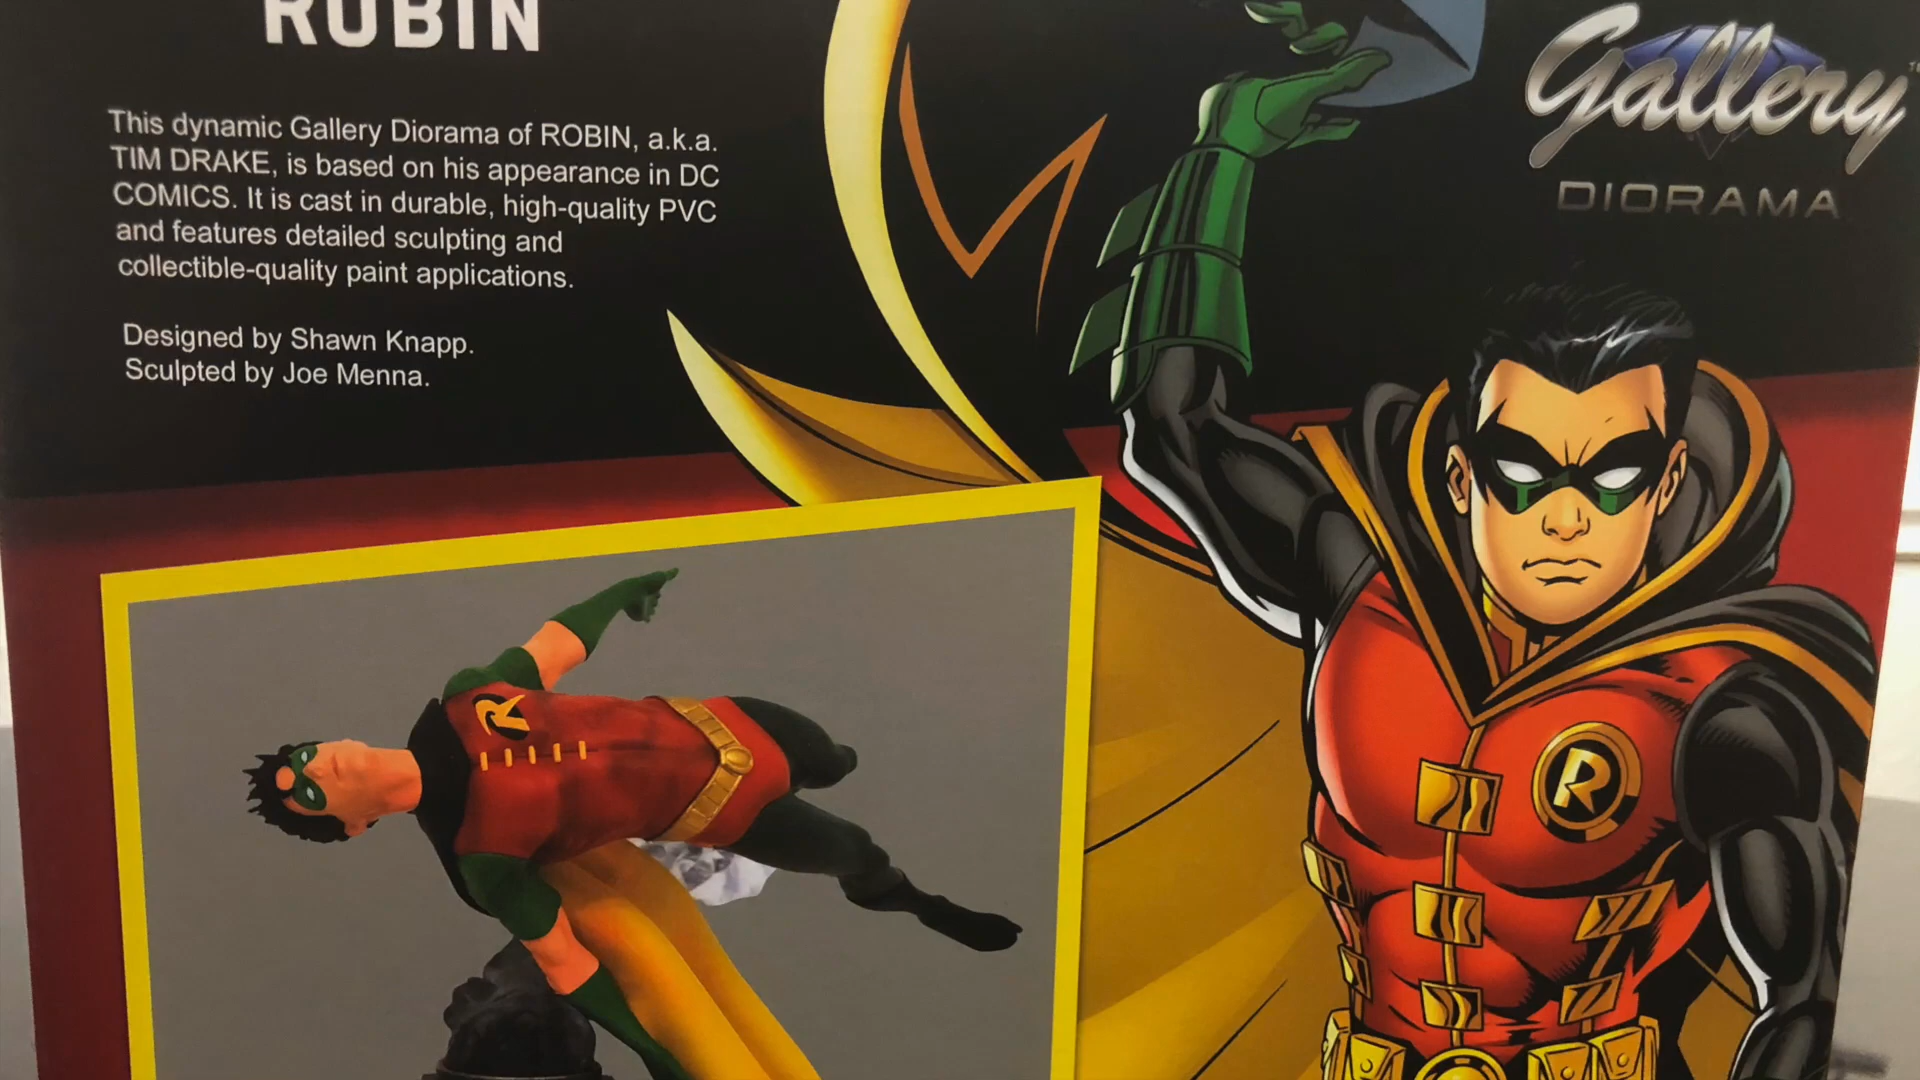 ROBIN
This dynamic Gallery Diorama of ROBIN, a.k.a.
TIM DRAKE, is based on his appearance in DC
COMICS. It is cast in durable, high-quality PVC
and features detailed sculpting and
collectible-quality paint applications.
Designed by Shawn Knapp.
Sculpted by Joe Menna.
Gallery
DIORAMA
R
R